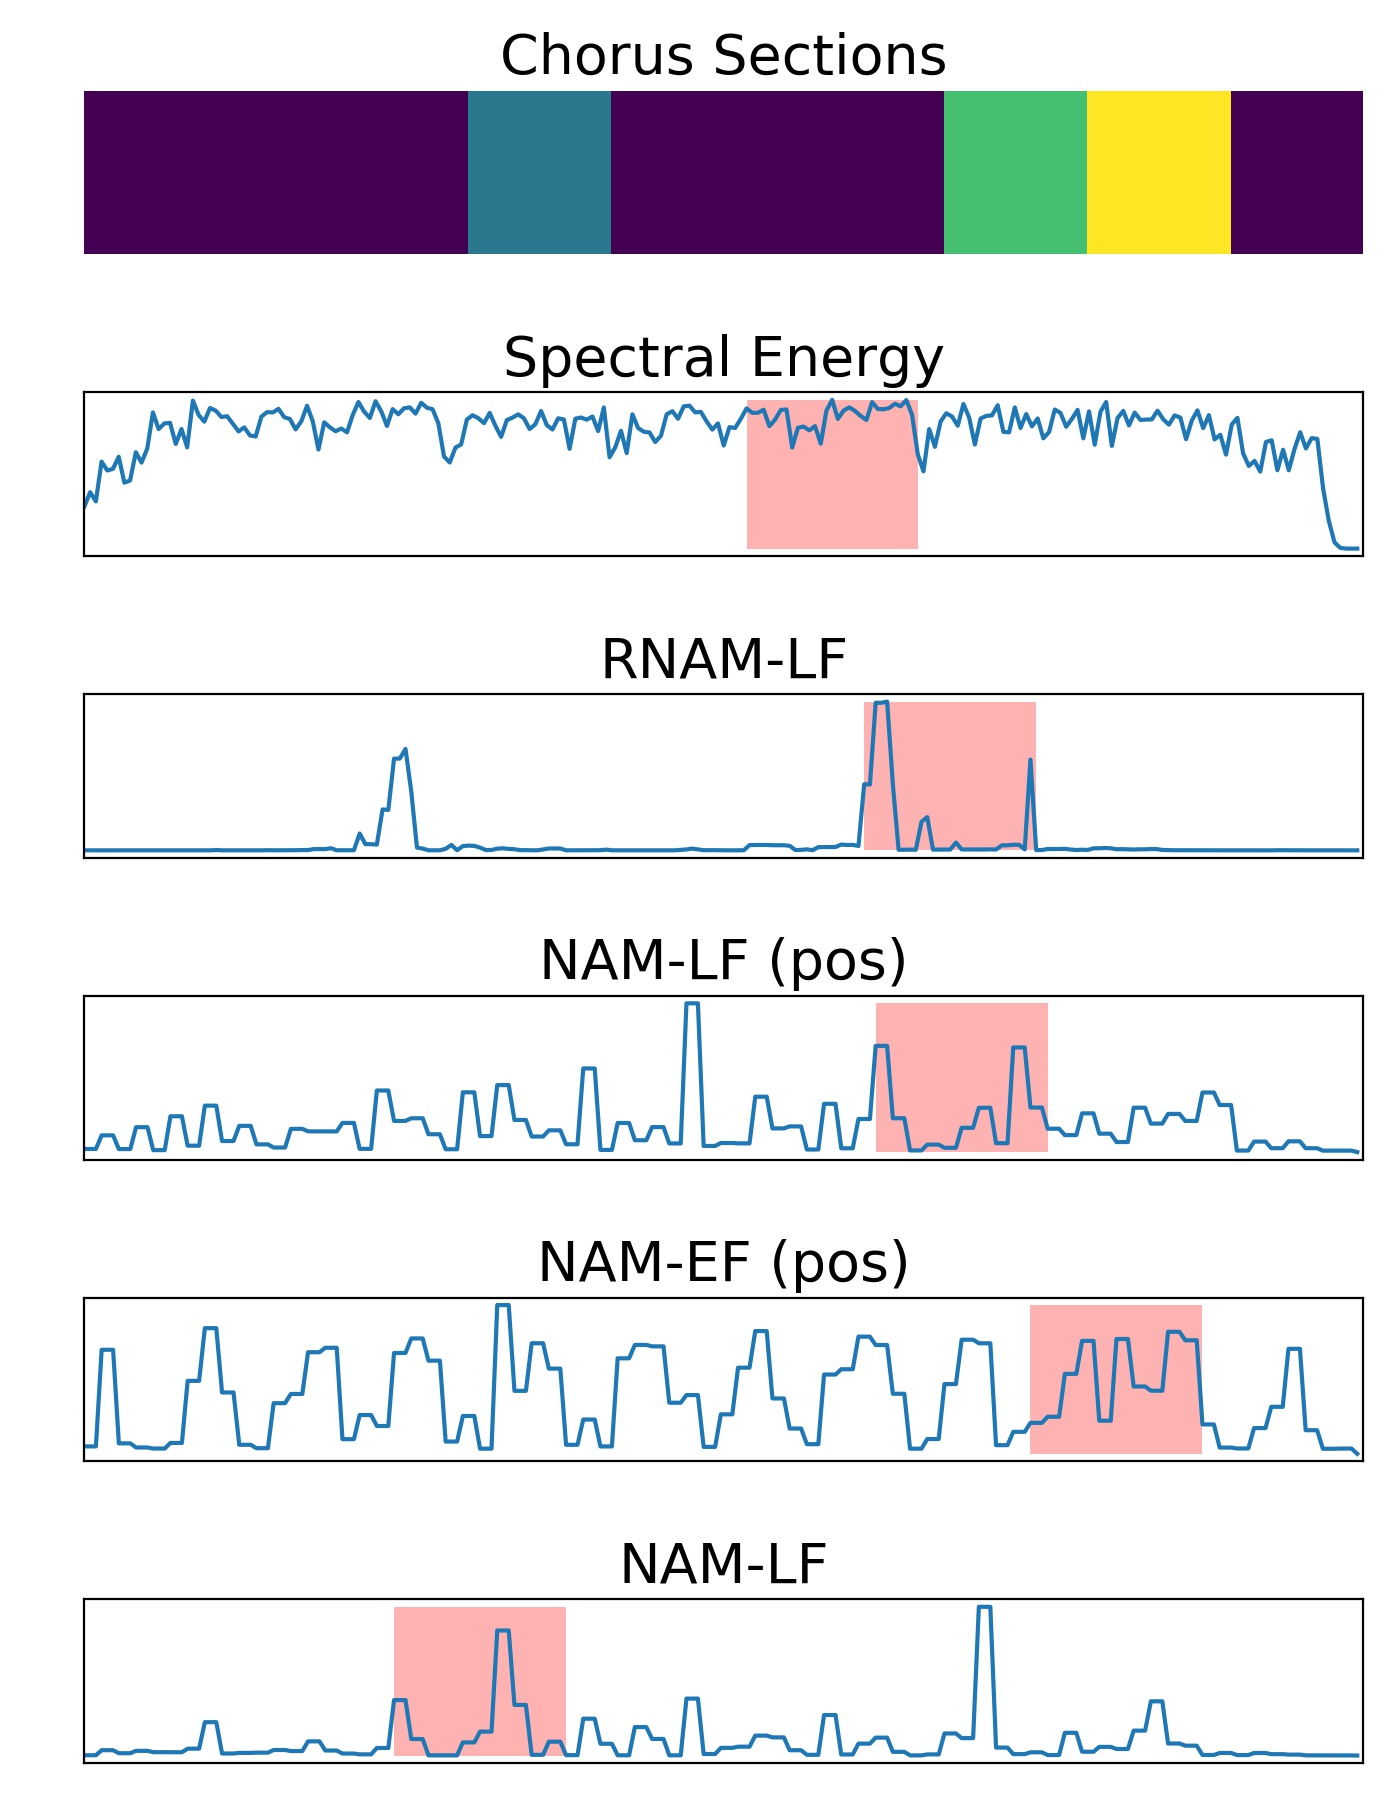 Chorus Sections
Spectral Energy
RNAM-LF
NAM-LF (pos)
NAM-EF (pos)
NAM-LF